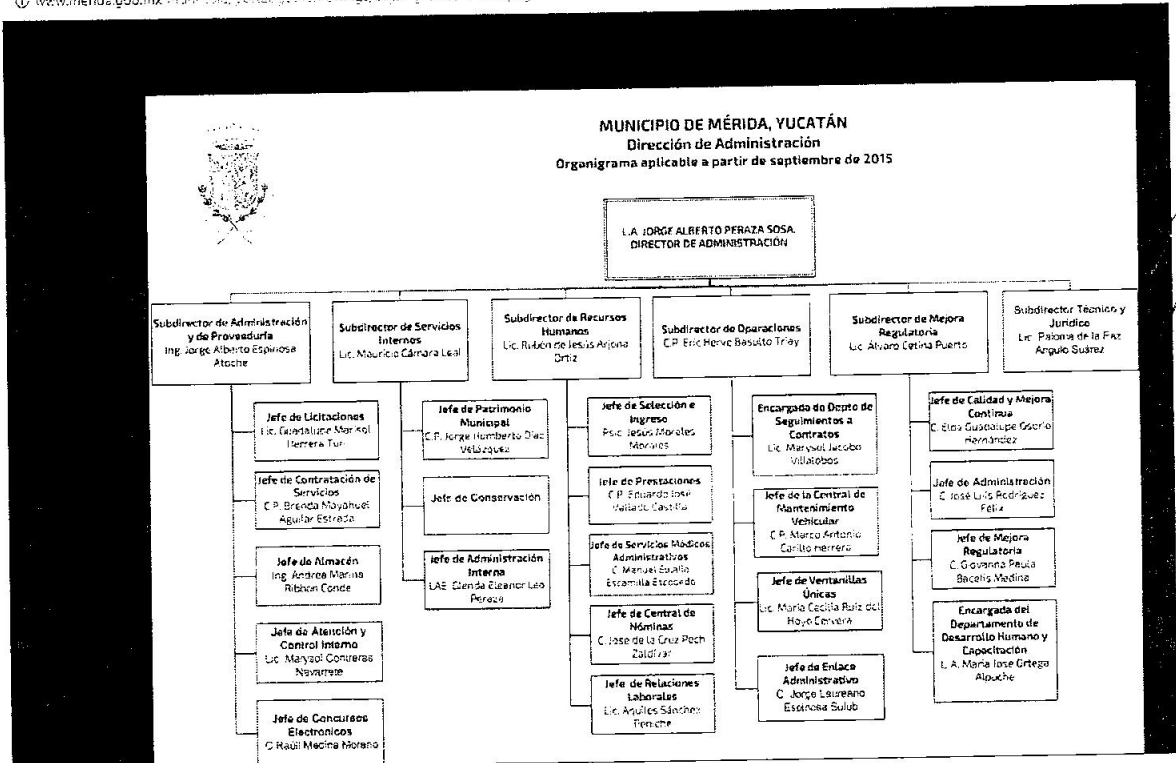 www.merida.gob.mx
MUNICIPIO DE MÉRIDA, YUCATÁN
Dirección de Administración
Organigrama aplicable a partir de septiembre de 2015
L.A. JORGE ALBERTO PERAZA SOSA.
DIRECTOR DE ADMINISTRACIÓN
Subdirector de Administración
y de Proveeduría
Ing. Jorge Alberto Espinosa
Atoche
Subdirector de Servicios
Internos
Lic. Mauricio Cámara Leal
Subdirector de Recursos
Humanos
Lic. Rubén de Jesús Arjona
Ortiz
Subdirector de Operaciones
C.P. Eric Herve Basulto Triay
Subdirector de Mejora
Regulatoria
Lic. Álvaro Cetina Puerto
Subdirector Técnico y
Jurídico
Lic. Paloma de la Paz
Angulo Suárez
Jefe de Licitaciones
Lic. Guadalupe Marisol
Herrera Tun
Jefe de Contratación de
Servicios
C.P. Brenda Mayahuel
Aguilar Estrada
Jefe de Almacén
Ing. Andrea Marina
Ribbon Conde
Jefe de Atención y
Control Interno
Lic. Marysol Contreras
Navarrete
Jefe de Concursos
Electronicos
C Raúl Medina Moreno
Jefe de Patrimonio
Municipal
C.P. Jorge Humberto Díaz
Velázquez
Jefe de Conservación
Jefe de Administración
Interna
LAE. Glenda Eleanor Leo
Peraza
Jefe de Selección e
Ingreso
Psic. Jesús Morales
Morales
Jefe de Prestaciones
C.P. Eduardo José
Vallado Castilla
Jefe de Servicios Médicos
Administrativos
C Manuel
Escamilla Escobedo
Jefe de Central de
Nóminas
C. Jose de la Cruz Pech
Zaldívar
Jefe de Relaciones
Laborales
Lic. Aquiles Sánchez
Peniche
Encargada de Depto de
Seguimientos a
Contratos
Lic. Marysol Jacobo
Villalobos
Jefe de la Central de
Mantenimiento
Vehicular
C.P. Marco Antonio
Carillo Herrera
Jefe de Ventanillas
Únicas
Lic. María Cecilia Ruiz del
Hoyo Cervera
Jefe de Enlace
Administrativo
C. Jorge Laureano
Espinosa Sulub
Jefe de Calidad y Mejora
Continua
C. Elda Guadalupe Osorio
Hernández
Jefe de Administración
C José Luis Rodríguez
Félix
Jefe de Mejora
Regulatoria
C. Giovanna Paula
Bacelis Medina
Encargada del
Departamento de
Desarrollo Humano y
Capacitación
L.A. María Jose Ortega
Alpuche